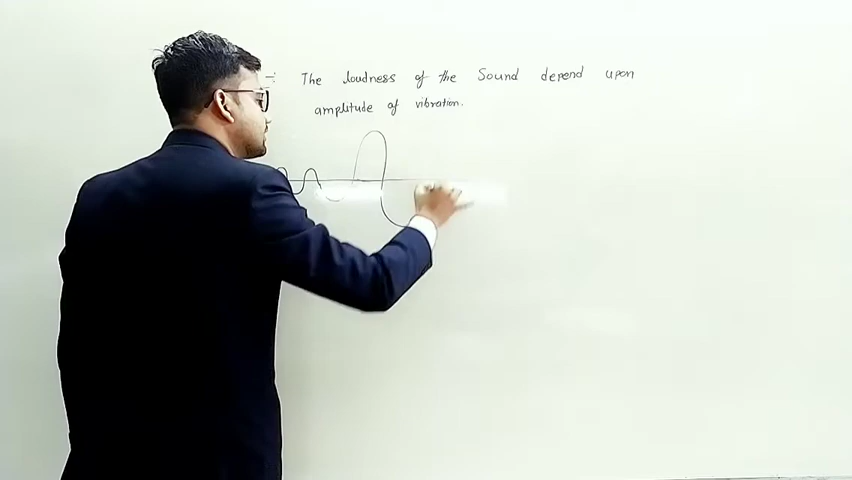 -: The loudness of the Sound depend upon
amplitude of vibration.